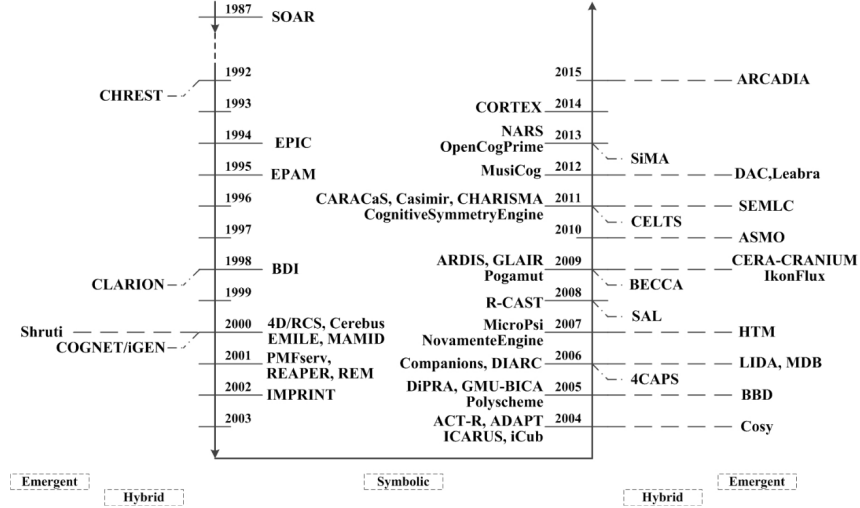 1987
SOAR
1992
CHREST
1993
1994
EPIC
1995
EPAM
1996
1997
1998
BDI
CLARION
1999
2000
Shruti
4D/RCS, Cerebus
EMILE, MAMID
COGNET/iGEN
2001
PMFserv,
REAPER, REM
2002
IMPRINT
2003
2015
ARCADIA
2014
CORTEX
2013
NARS
OpenCogPrime
SiMA
2012
MusiCog
DAC,Leabra
2011
CARACaS, Casimir, CHARISMA
CognitiveSymmetryEngine
SEMLC
CELTS
2010
ASMO
2009
ARDIS, GLAIR
Pogamut
CERA-CRANIUM
IkonFlux
BECCA
2008
R-CAST
SAL
2007
MicroPsi
NovamenteEngine
HTM
2006
Companions, DIARC
LIDA, MDB
4CAPS
2005
DiPRA, GMU-BICA
Polyscheme
BBD
2004
ACT-R, ADAPT
ICARUS, iCub
Cosy
Emergent
Hybrid
Symbolic
Hybrid
Emergent